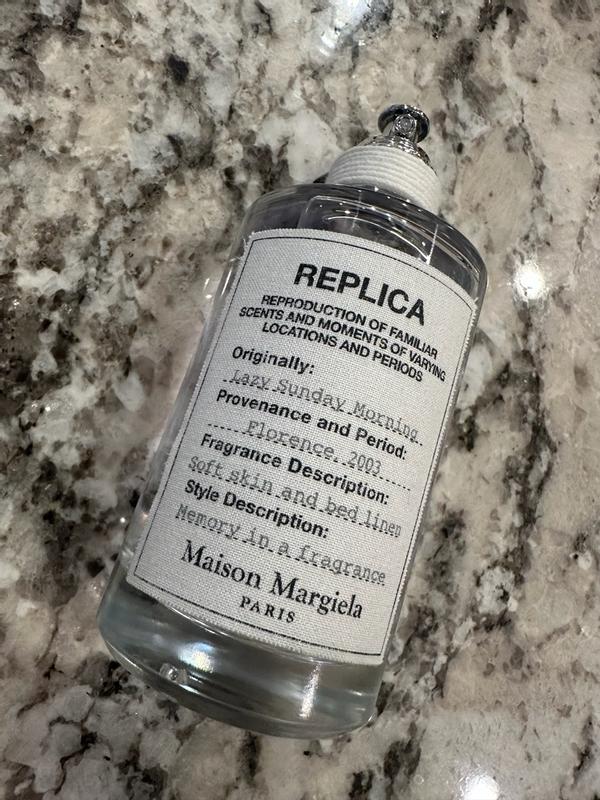 REPLICA
REPRODUCTION OF FAMILIAR
SCENTS AND MOMENTS OF VARYING
LOCATIONS AND PERIODS
Originally:
Lazy Sunday Morning
Provenance and Period:
Florence, 2003
Fragrance Description:
Soft skin and bed linen
Style Description:
Memory in a fragrance
Maison Margiela
PARIS